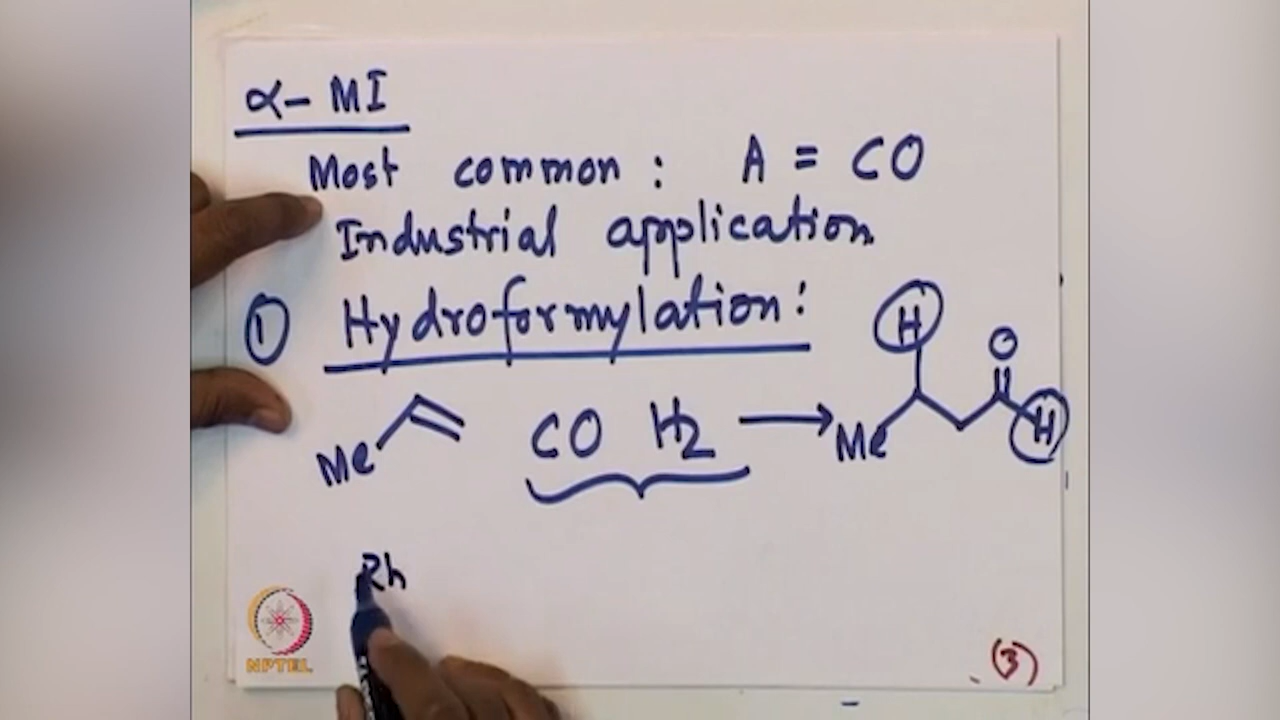 α- MI
Most common : A = CO
Industrial application
① Hydroformylation :
Me CO H2 → Me H O H
Rh
NPTEL
(3)